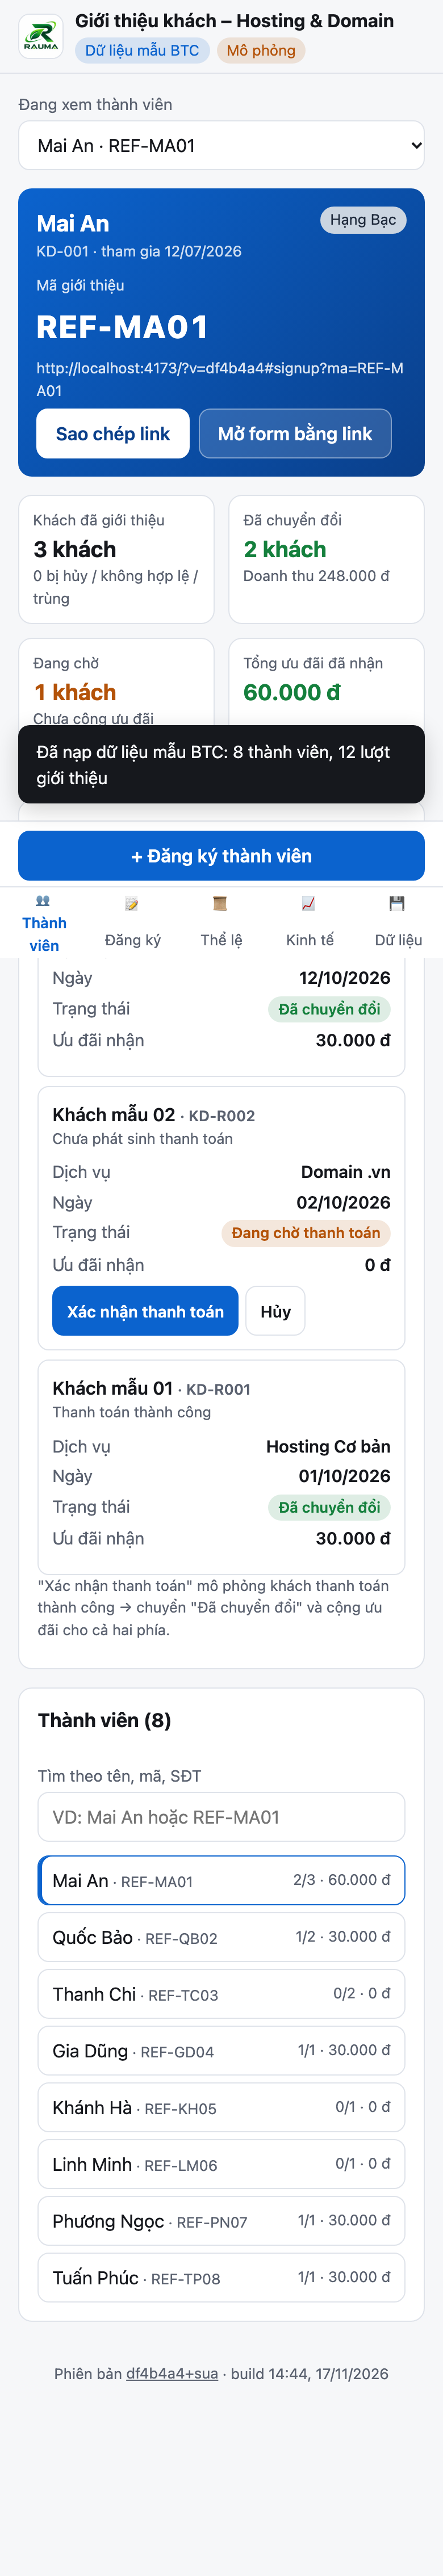 RAUMA
Giới thiệu khách – Hosting & Domain
Dữ liệu mẫu BTC
Mô phỏng
Đang xem thành viên
Mai An · REF-MA01
Mai An
Hạng Bạc
KD-001 · tham gia 12/07/2026
Mã giới thiệu
REF-MA01
http://localhost:4173/?v=df4b4a4#signup?ma=REF-M
A01
Sao chép link
Mở form bằng link
Khách đã giới thiệu
3 khách
0 bị hủy / không hợp lệ /
trùng
Đã chuyển đổi
2 khách
Doanh thu 248.000 đ
Đang chờ
1 khách
Chưa cộng ưu đãi
Tổng ưu đãi đã nhận
60.000 đ
Đã nạp dữ liệu mẫu BTC: 8 thành viên, 12 lượt
giới thiệu
+ Đăng ký thành viên
Thành
viên
Đăng ký
Thể lệ
Kinh tế
Dữ liệu
Ngày 12/10/2026
Trạng thái Đã chuyển đổi
Ưu đãi nhận 30.000 đ
Khách mẫu 02 · KD-R002
Chưa phát sinh thanh toán
Dịch vụ Domain .vn
Ngày 02/10/2026
Trạng thái Đang chờ thanh toán
Ưu đãi nhận 0 đ
Xác nhận thanh toán
Hủy
Khách mẫu 01 · KD-R001
Thanh toán thành công
Dịch vụ Hosting Cơ bản
Ngày 01/10/2026
Trạng thái Đã chuyển đổi
Ưu đãi nhận 30.000 đ
"Xác nhận thanh toán" mô phỏng khách thanh toán
thành công → chuyển "Đã chuyển đổi" và cộng ưu
đãi cho cả hai phía.
Thành viên (8)
Tìm theo tên, mã, SĐT
VD: Mai An hoặc REF-MA01
Mai An · REF-MA01 2/3 · 60.000 đ
Quốc Bảo · REF-QB02 1/2 · 30.000 đ
Thanh Chi · REF-TC03 0/2 · 0 đ
Gia Dũng · REF-GD04 1/1 · 30.000 đ
Khánh Hà · REF-KH05 0/1 · 0 đ
Linh Minh · REF-LM06 0/1 · 0 đ
Phương Ngọc · REF-PN07 1/1 · 30.000 đ
Tuấn Phúc · REF-TP08 1/1 · 30.000 đ
Phiên bản df4b4a4+sua · build 14:44, 17/11/2026